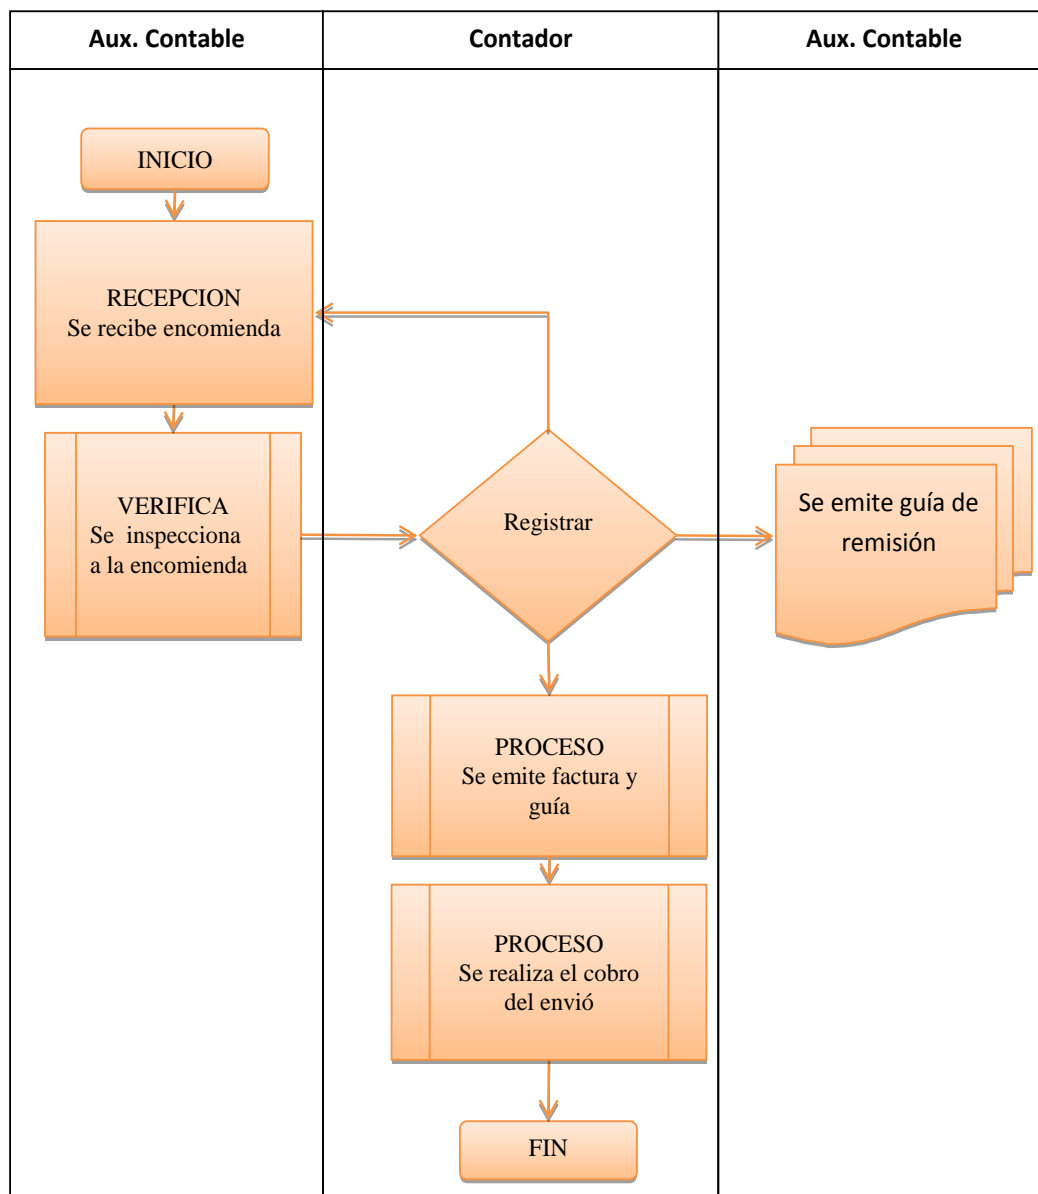 Aux. Contable
Contador
Aux. Contable
INICIO
RECEPCION
Se recibe encomienda
VERIFICA
Se inspecciona
a la encomienda
Registrar
Se emite guía de
remisión
PROCESO
Se emite factura y
guía
PROCESO
Se realiza el cobro
del envió
FIN